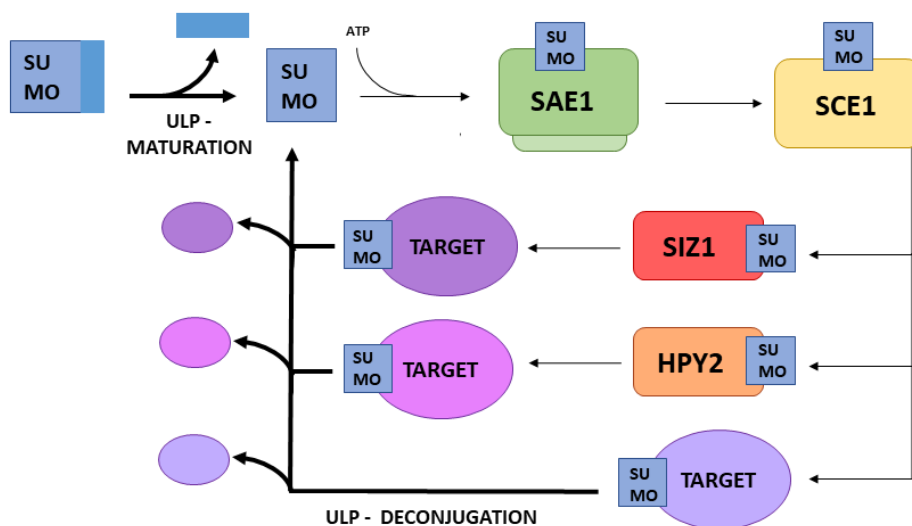 SU
MO
ULP -
MATURATION
SU
MO
ATP
SU
MO
SAE1
SU
MO
SCE1
SU
MO
TARGET
SIZ1
SU
MO
SU
MO
TARGET
HPY2
SU
MO
SU
MO
TARGET
ULP - DECONJUGATION